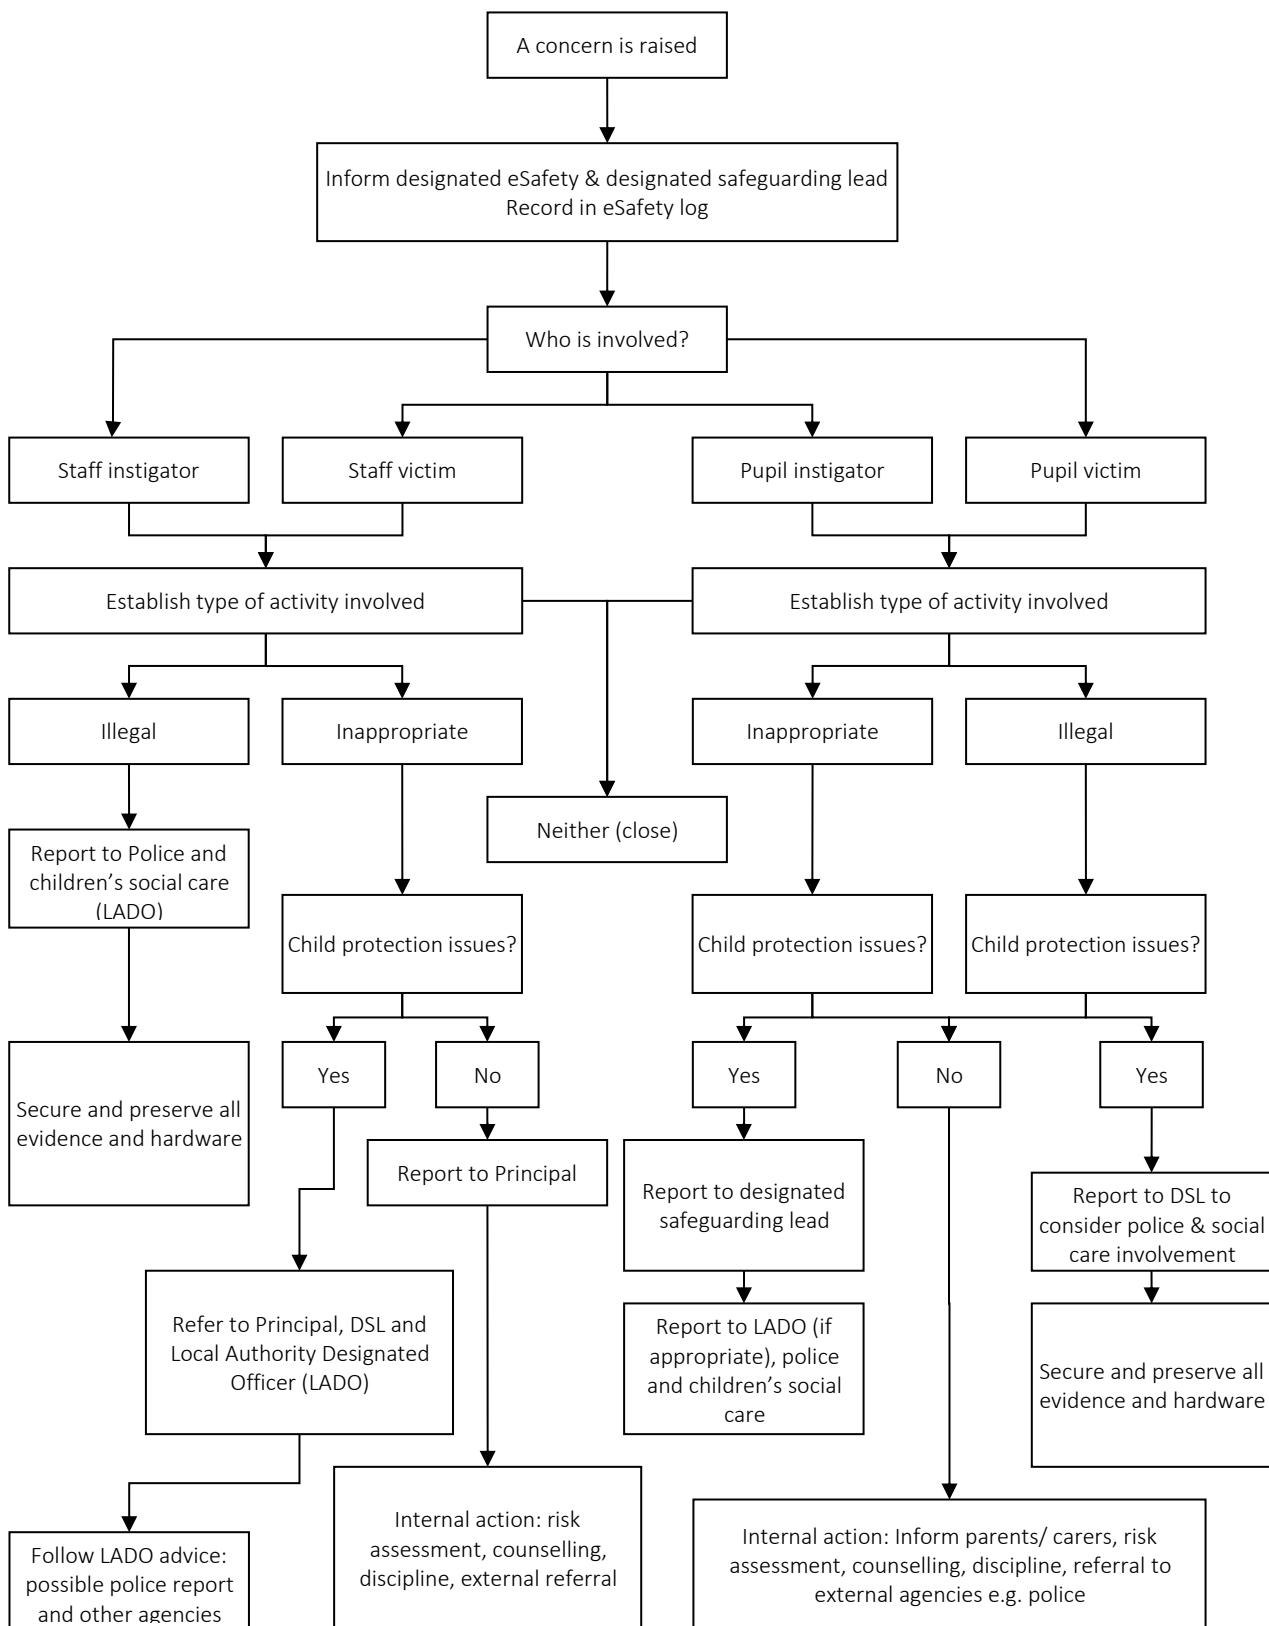 A concern is raised
Inform designated eSafety & designated safeguarding lead
Record in eSafety log
Who is involved?
Staff instigator
Staff victim
Pupil instigator
Pupil victim
Establish type of activity involved
Establish type of activity involved
Illegal
Inappropriate
Inappropriate
Illegal
Neither (close)
Report to Police and
children’s social care
(LADO)
Child protection issues?
Child protection issues?
Child protection issues?
Yes
No
Yes
No
Yes
Secure and preserve all
evidence and hardware
Report to Principal
Report to designated
safeguarding lead
Report to DSL to
consider police & social
care involvement
Refer to Principal, DSL and
Local Authority Designated
Officer (LADO)
Report to LADO (if
appropriate), police
and children’s social
care
Secure and preserve all
evidence and hardware
Internal action: risk
assessment, counselling,
discipline, external referral
Internal action: Inform parents/ carers, risk
assessment, counselling, discipline, referral to
external agencies e.g. police
Follow LADO advice:
possible police report
and other agencies